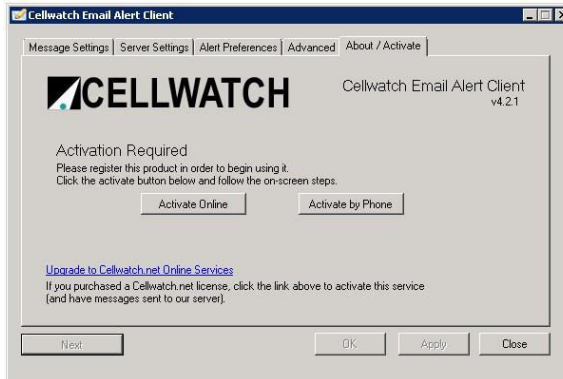 Cellwatch Email Alert Client
Message Settings Server Settings Alert Preferences Advanced About / Activate
CELLWATCH
Cellwatch Email Alert Client
v4.2.1
Activation Required
Please register this product in order to begin using it.
Click the activate button below and follow the on-screen steps.
Activate Online Activate by Phone
Upgrade to Cellwatch.net Online Services
If you purchased a Cellwatch.net license, click the link above to activate this service
(and have messages sent to our server).
Next OK Apply Close